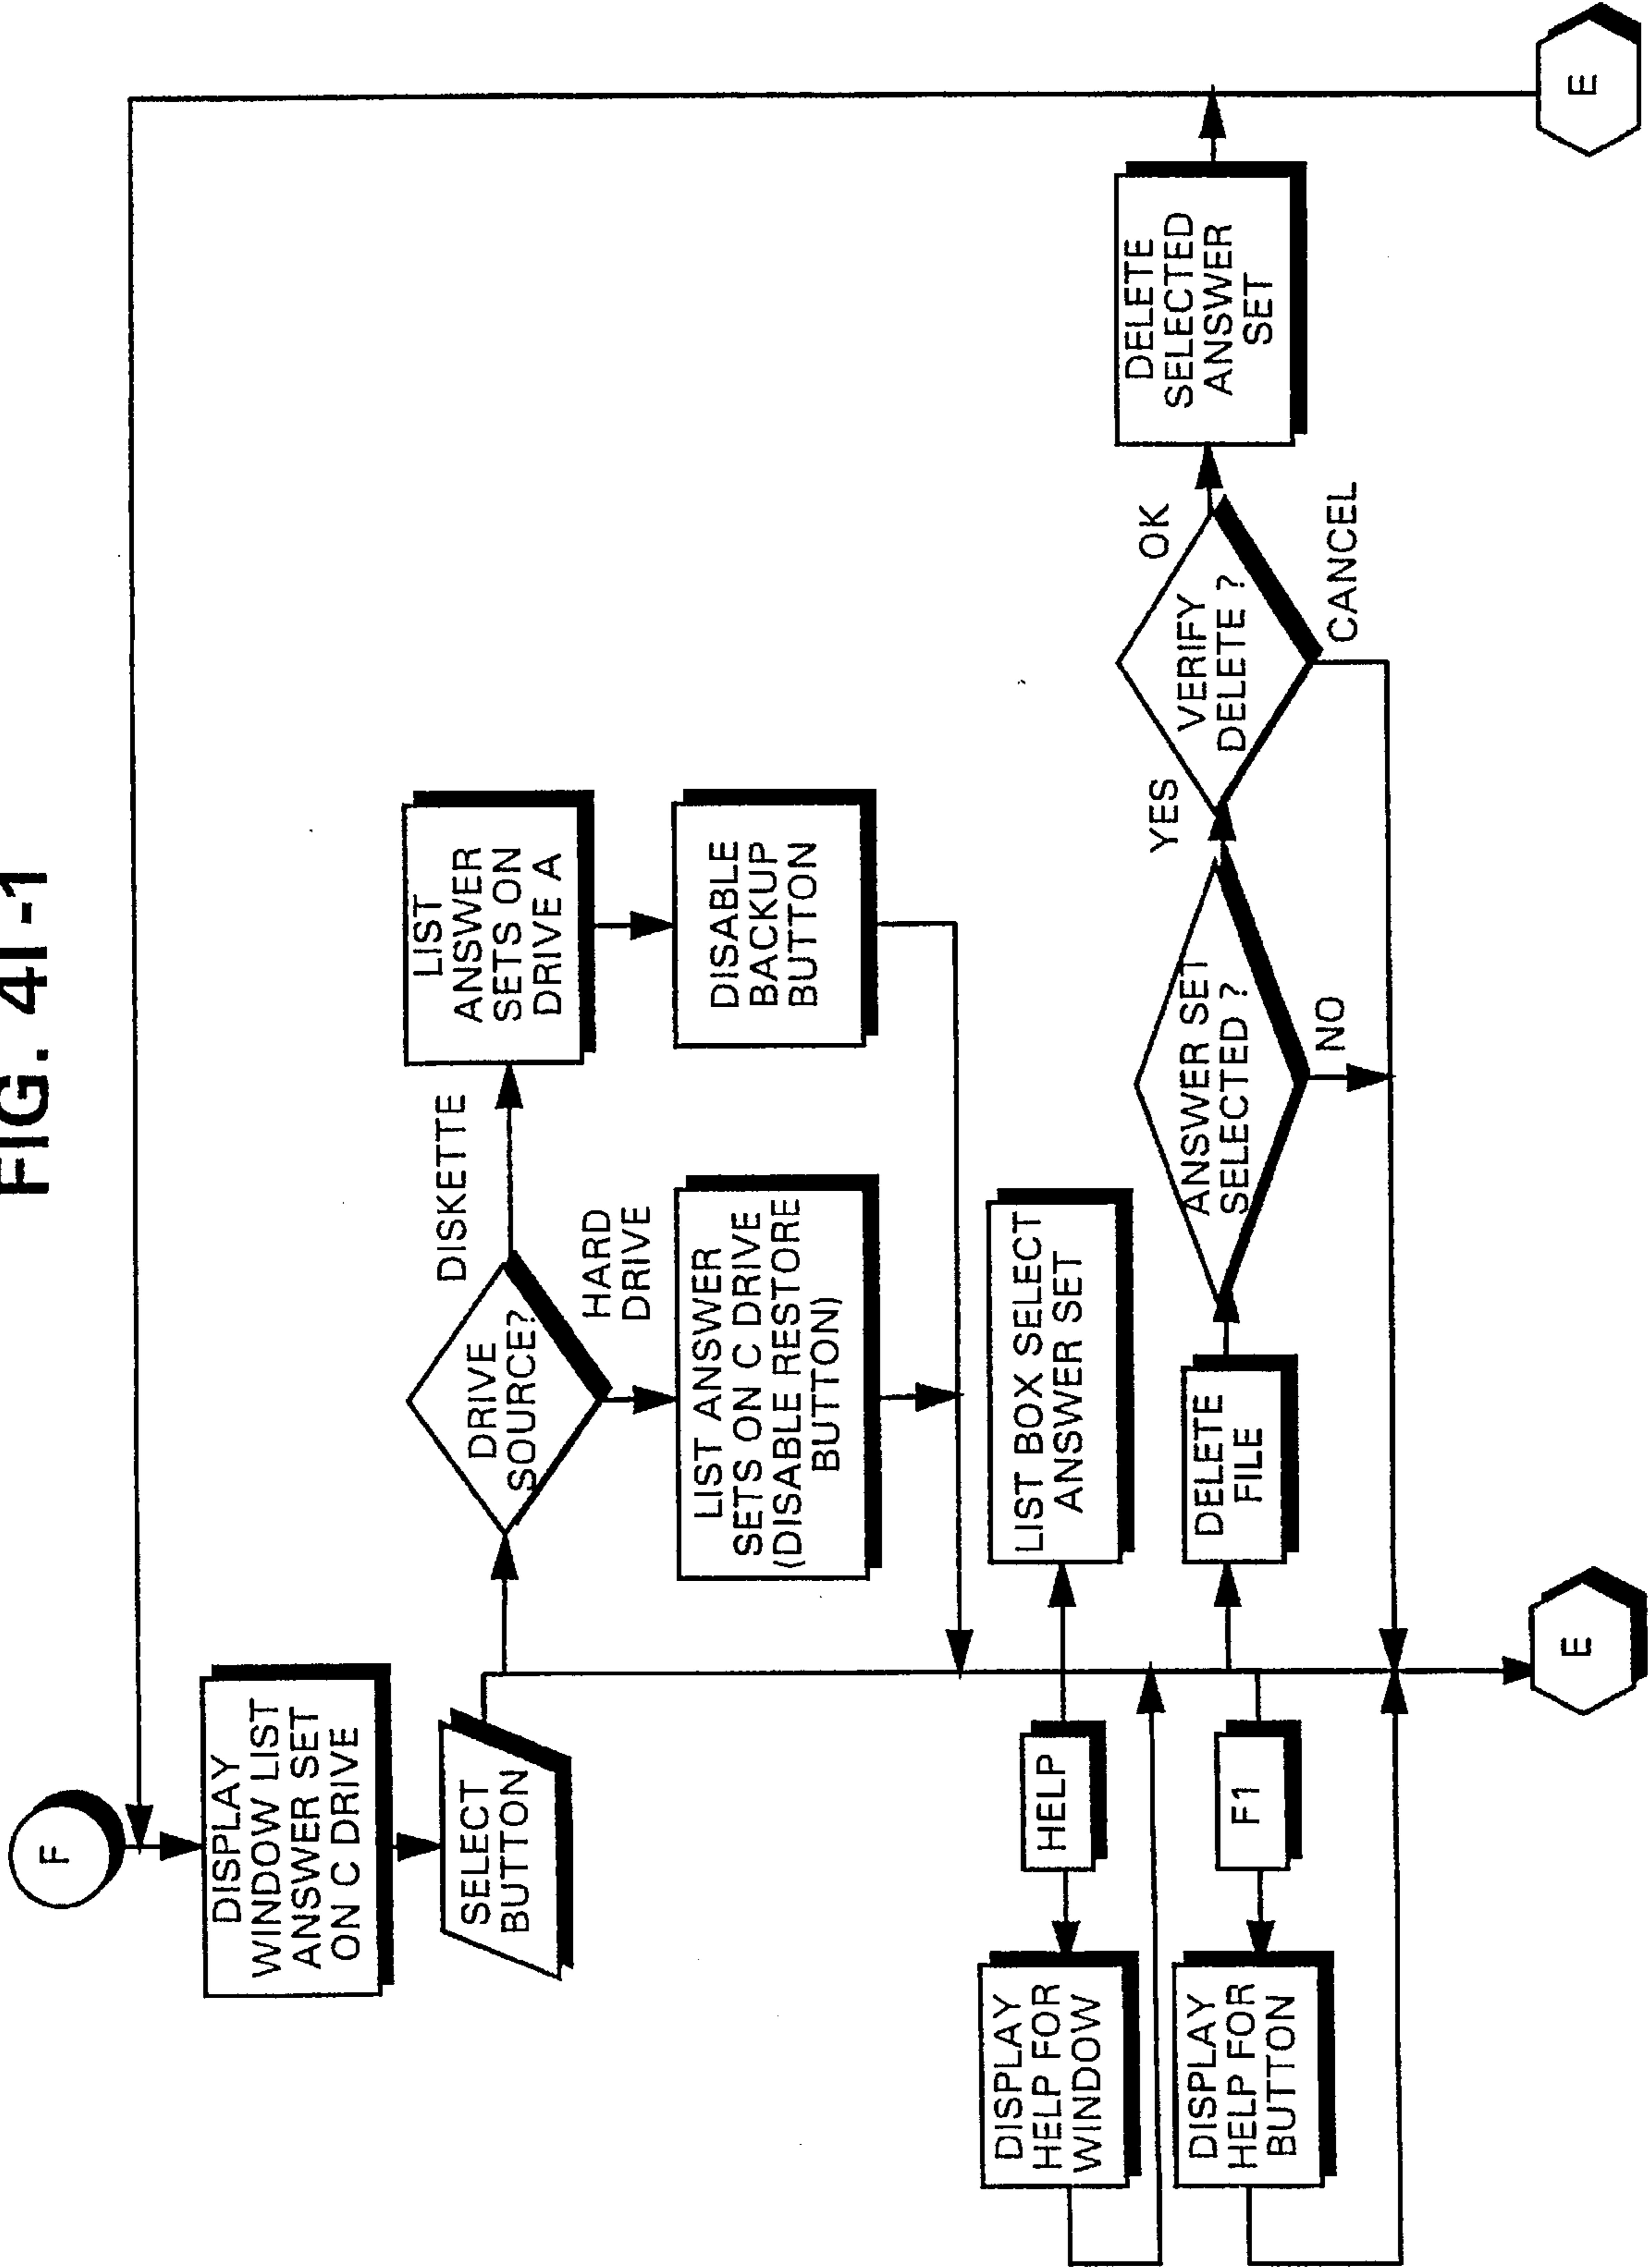 FIG. 4I-1
F
DISPLAY
WINDOW LIST
ANSWER SET
ON C DRIVE
SELECT
BUTTON
DRIVE
SOURCE?
DISKETTE
HARD
DRIVE
LIST
ANSWER
SETS ON
DRIVE A
DISABLE
BACKUP
BUTTON
LIST ANSWER
SETS ON C DRIVE
(DISABLE RESTORE
BUTTON)
HELP
DISPLAY
HELP FOR
WINDOW
LIST BOX SELECT
ANSWER SET
F1
DISPLAY
HELP FOR
BUTTON
DELETE
FILE
ANSWER SET
SELECTED ?
YES
NO
VERIFY
DELETE ?
OK
CANCEL
DELETE
SELECTED
ANSWER
SET
E
E